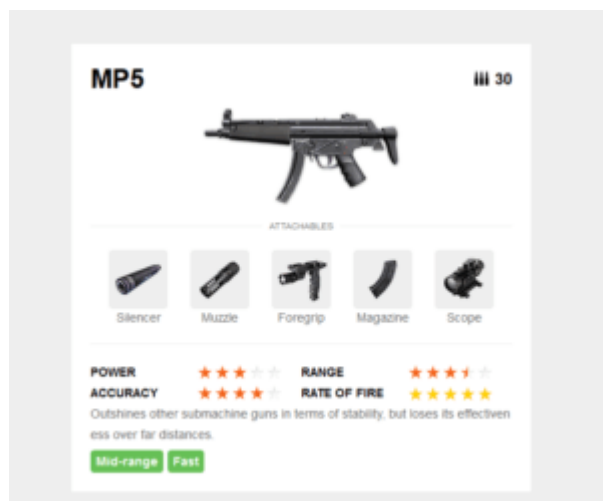 MP5 30
ATTACHABLES
Silencer Muzzle Foregrip Magazine Scope
POWER RANGE
ACCURACY RATE OF FIRE
Outshines other submachine guns in terms of stability, but loses its effectiven
ess over far distances.
Mid-range Fast